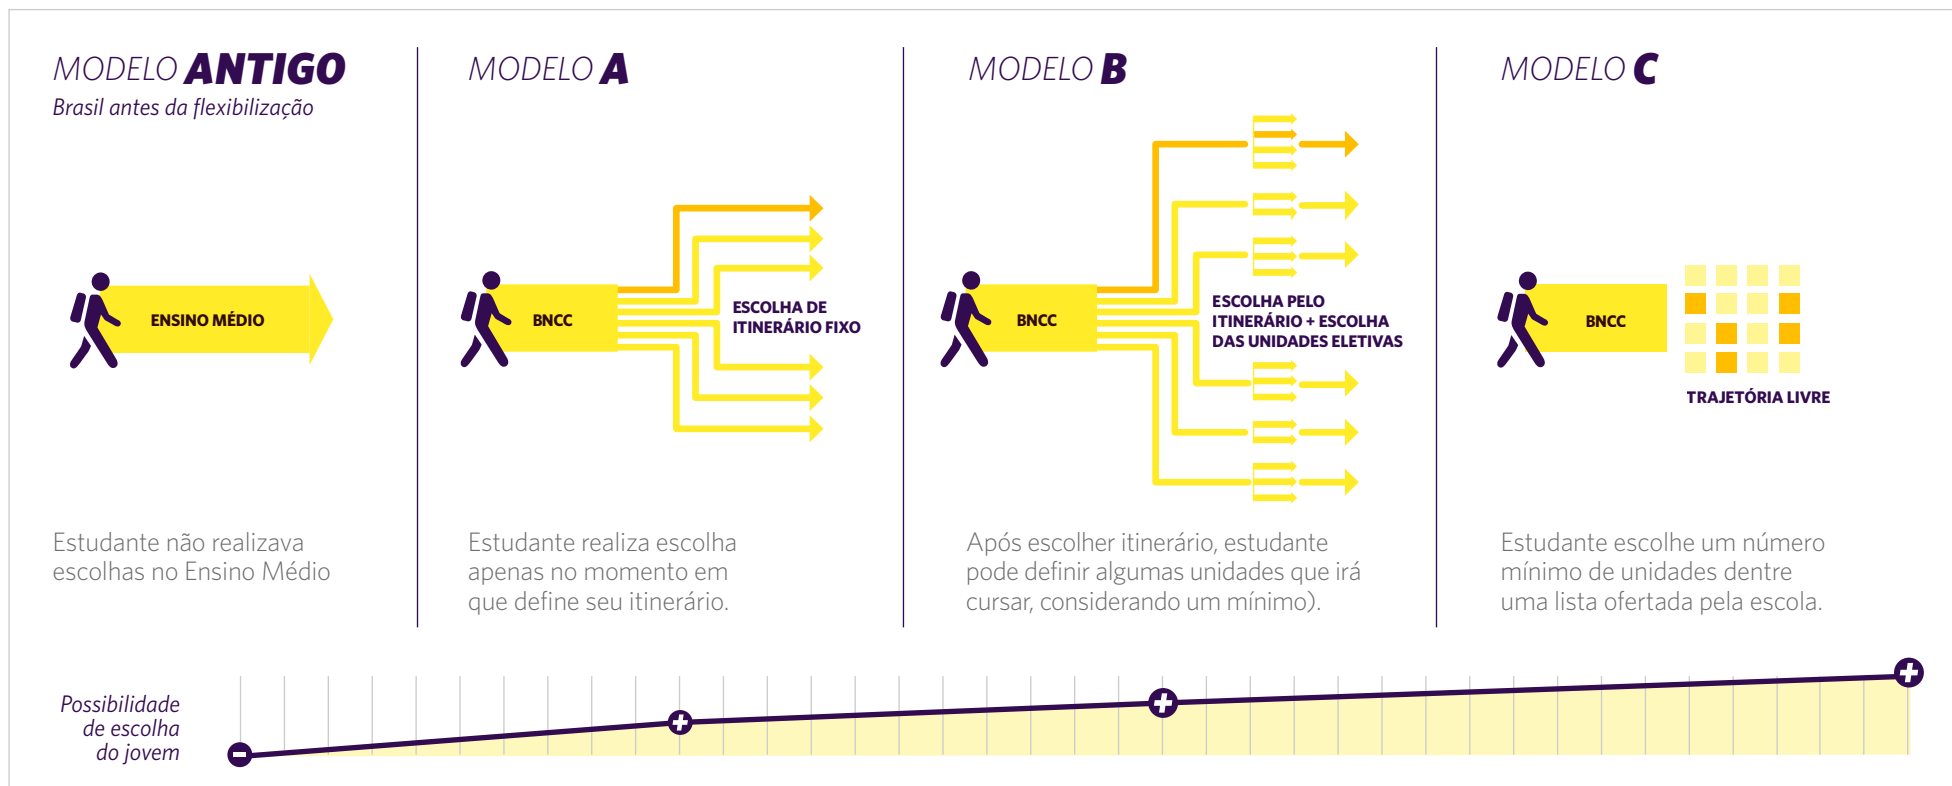 MODELO ANTIGO
Brasil antes da flexibilização
ENSINO MÉDIO
Estudante não realizava
escolhas no Ensino Médio
MODELO A
BNCC
ESCOLHA DE
ITINERÁRIO FIXO
Estudante realiza escolha
apenas no momento em
que define seu itinerário.
MODELO B
BNCC
ESCOLHA PELO
ITINERÁRIO + ESCOLHA
DAS UNIDADES ELETIVAS
Após escolher itinerário, estudante
pode definir algumas unidades que irá
cursar, considerando um mínimo).
MODELO C
BNCC
TRAJETÓRIA LIVRE
Estudante escolhe um número
mínimo de unidades dentre
uma lista ofertada pela escola.
Possibilidade
de escolha
do jovem